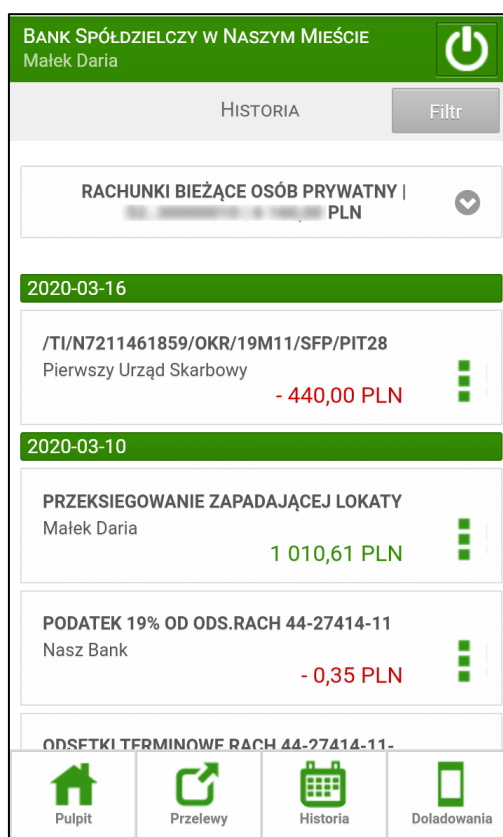 BANK SPÓŁDZIELCZY W NASZYM MIEŚCIE
Małek Daria
HISTORIA
Filtr
RACHUNKI BIEŻĄCE OSÓB PRYWATNY |
PLN
2020-03-16
/TI/N7211461859/OKR/19M11/SFP/PIT28
Pierwszy Urząd Skarbowy
- 440,00 PLN
2020-03-10
PRZEKSIEGOWANIE ZAPADAJĄCEJ LOKATY
Małek Daria
1 010,61 PLN
PODATEK 19% OD ODS.RACH 44-27414-11
Nasz Bank
- 0,35 PLN
ODSETKI TERMINOWE RACH 44-27414-11-
Pulpit
Przelewy
Historia
Doladowania